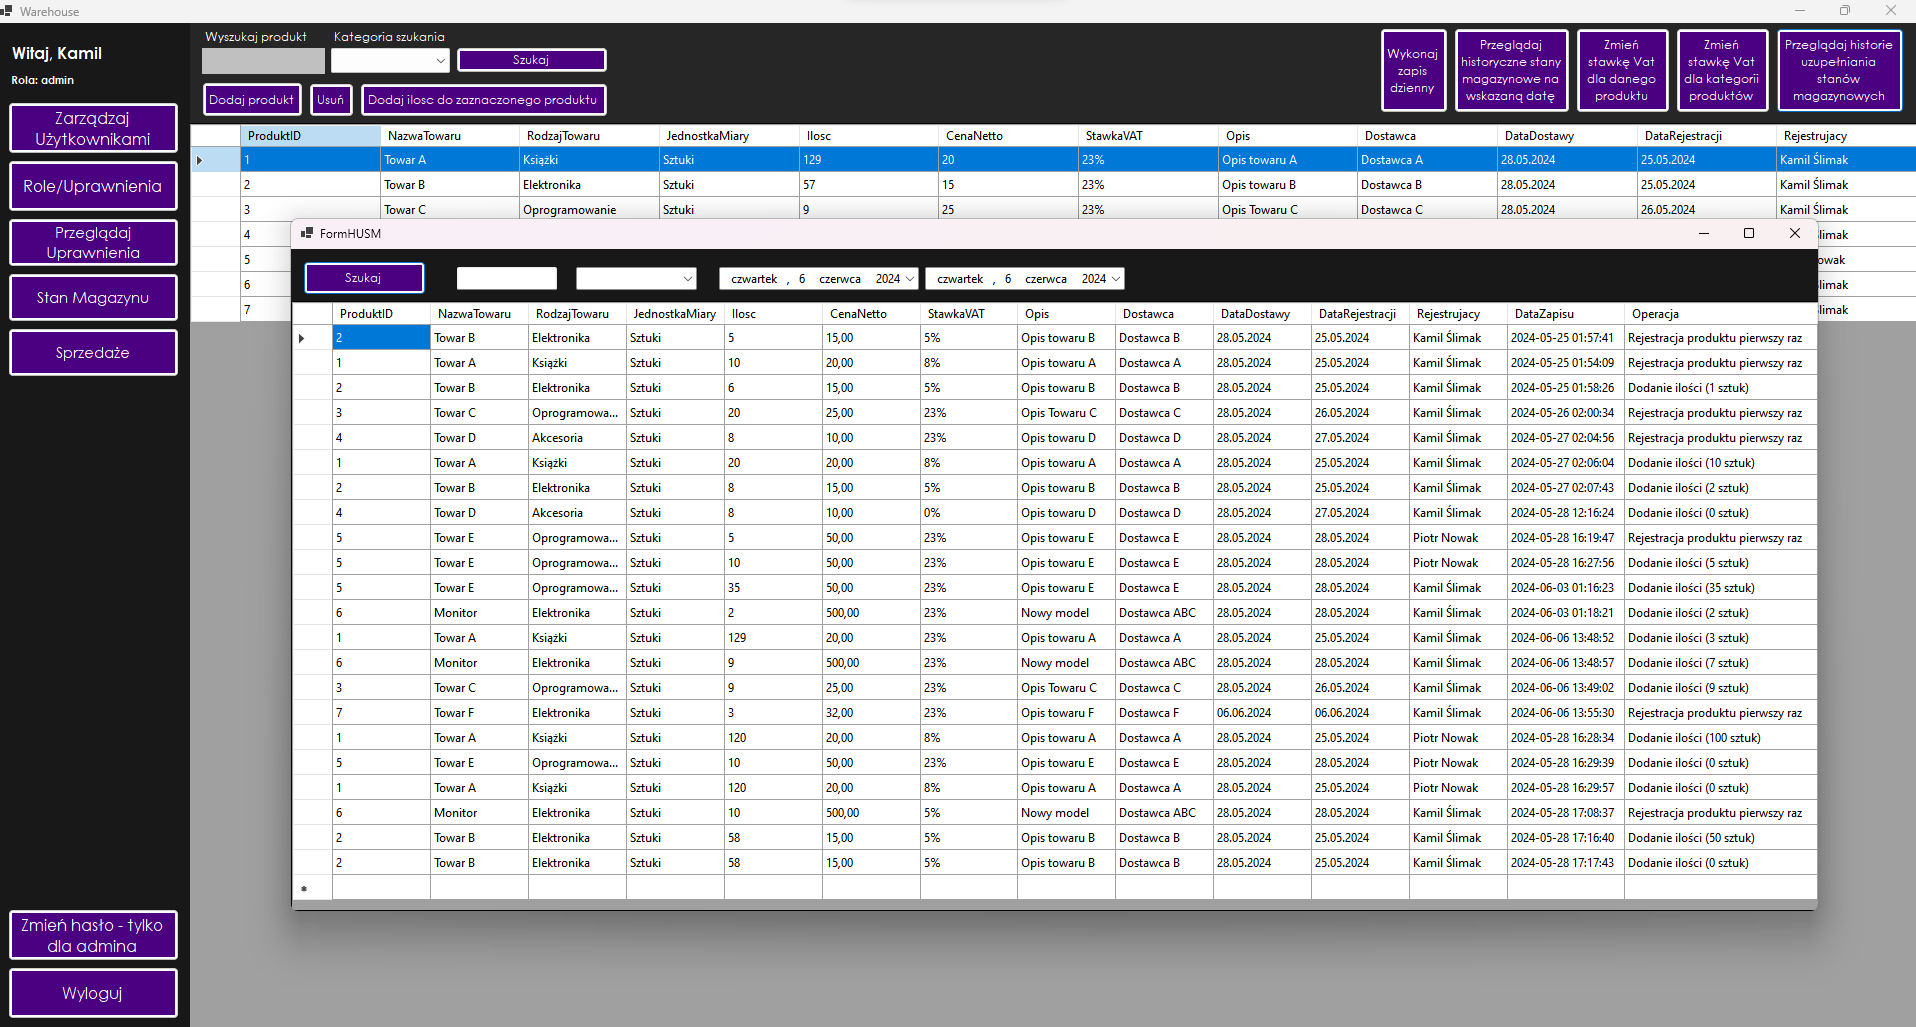 Warehouse
Witaj, Kamil
Rola: admin
Zarządzaj
Użytkownikami
Role/Uprawnienia
Przeglądaj
Uprawnienia
Stan Magazynu
Sprzedaże
Zmień hasło - tylko
dla admina
Wyloguj
Wyszukaj produkt
Kategoria szukania
Szukaj
Dodaj produkt
Usuń
Dodaj ilosc do zaznaczonego produktu
Wykonaj
zapis
dzienny
Przeglądaj
historyczne stany
magazynowe na
wskazaną datę
Zmień
stawkę Vat
dla danego
produktu
Zmień
stawkę Vat
dla kategorii
produktów
Przeglądaj historie
uzupełniania
stanów
magazynowych
ProduktID NazwaTowaru RodzajTowaru JednostkaMiary Ilosc CenaNetto StawkaVAT Opis Dostawca DataDostawy DataRejestracji Rejestrujacy
1 Towar A Książki Sztuki 129 20 23% Opis towaru A Dostawca A 28.05.2024 25.05.2024 Kamil Ślimak
2 Towar B Elektronika Sztuki 57 15 23% Opis towaru B Dostawca B 28.05.2024 25.05.2024 Kamil Ślimak
3 Towar C Oprogramowanie Sztuki 9 25 23% Opis Towaru C Dostawca C 28.05.2024 26.05.2024 Kamil Ślimak
4 limak
5 owak
6 limak
7 limak
FormHUSM
Szukaj czwartek , 6 czerwca 2024 czwartek , 6 czerwca 2024
ProduktID NazwaTowaru RodzajTowaru JednostkaMiary Ilosc CenaNetto StawkaVAT Opis Dostawca DataDostawy DataRejestracji Rejestrujacy DataZapisu Operacja
2 Towar B Elektronika Sztuki 5 15,00 5% Opis towaru B Dostawca B 28.05.2024 25.05.2024 Kamil Ślimak 2024-05-25 01:57:41 Rejestracja produktu pierwszy raz
1 Towar A Książki Sztuki 10 20,00 8% Opis towaru A Dostawca A 28.05.2024 25.05.2024 Kamil Ślimak 2024-05-25 01:54:09 Rejestracja produktu pierwszy raz
2 Towar B Elektronika Sztuki 6 15,00 5% Opis towaru B Dostawca B 28.05.2024 25.05.2024 Kamil Ślimak 2024-05-25 01:58:26 Dodanie ilości (1 sztuk)
3 Towar C Oprogramowa... Sztuki 20 25,00 23% Opis Towaru C Dostawca C 28.05.2024 26.05.2024 Kamil Ślimak 2024-05-26 02:00:34 Rejestracja produktu pierwszy raz
4 Towar D Akcesoria Sztuki 8 10,00 23% Opis towaru D Dostawca D 28.05.2024 27.05.2024 Kamil Ślimak 2024-05-27 02:04:56 Rejestracja produktu pierwszy raz
1 Towar A Książki Sztuki 20 20,00 8% Opis towaru A Dostawca A 28.05.2024 25.05.2024 Kamil Ślimak 2024-05-27 02:06:04 Dodanie ilości (10 sztuk)
2 Towar B Elektronika Sztuki 8 15,00 5% Opis towaru B Dostawca B 28.05.2024 25.05.2024 Kamil Ślimak 2024-05-27 02:07:43 Dodanie ilości (2 sztuk)
4 Towar D Akcesoria Sztuki 8 10,00 0% Opis towaru D Dostawca D 28.05.2024 27.05.2024 Kamil Ślimak 2024-05-28 12:16:24 Dodanie ilości (0 sztuk)
5 Towar E Oprogramowa... Sztuki 5 50,00 23% Opis towaru E Dostawca E 28.05.2024 28.05.2024 Piotr Nowak 2024-05-28 16:19:47 Rejestracja produktu pierwszy raz
5 Towar E Oprogramowa... Sztuki 10 50,00 23% Opis towaru E Dostawca E 28.05.2024 28.05.2024 Piotr Nowak 2024-05-28 16:27:56 Dodanie ilości (5 sztuk)
5 Towar E Oprogramowa... Sztuki 35 50,00 23% Opis towaru E Dostawca E 28.05.2024 28.05.2024 Piotr Nowak 2024-06-03 01:16:23 Dodanie ilości (35 sztuk)
6 Monitor Elektronika Sztuki 2 500,00 23% Nowy model Dostawca ABC 28.05.2024 28.05.2024 Kamil Ślimak 2024-06-03 01:18:21 Dodanie ilości (2 sztuk)
1 Towar A Książki Sztuki 129 20,00 23% Opis towaru A Dostawca A 28.05.2024 25.05.2024 Kamil Ślimak 2024-06-06 13:48:52 Dodanie ilości (3 sztuk)
6 Monitor Elektronika Sztuki 9 500,00 23% Nowy model Dostawca ABC 28.05.2024 28.05.2024 Kamil Ślimak 2024-06-06 13:48:57 Dodanie ilości (7 sztuk)
3 Towar C Oprogramowa... Sztuki 9 25,00 23% Opis Towaru C Dostawca C 28.05.2024 26.05.2024 Kamil Ślimak 2024-06-06 13:49:02 Dodanie ilości (9 sztuk)
7 Towar F Elektronika Sztuki 3 32,00 23% Opis towaru F Dostawca F 06.06.2024 06.06.2024 Kamil Ślimak 2024-06-06 13:55:30 Rejestracja produktu pierwszy raz
1 Towar A Książki Sztuki 120 20,00 8% Opis towaru A Dostawca A 28.05.2024 25.05.2024 Piotr Nowak 2024-05-28 16:28:34 Dodanie ilości (100 sztuk)
5 Towar E Oprogramowa... Sztuki 10 50,00 23% Opis towaru E Dostawca E 28.05.2024 28.05.2024 Piotr Nowak 2024-05-28 16:29:39 Dodanie ilości (0 sztuk)
1 Towar A Książki Sztuki 120 20,00 8% Opis towaru A Dostawca A 28.05.2024 25.05.2024 Piotr Nowak 2024-05-28 16:29:57 Dodanie ilości (0 sztuk)
6 Monitor Elektronika Sztuki 10 500,00 5% Nowy model Dostawca ABC 28.05.2024 28.05.2024 Kamil Ślimak 2024-05-28 17:08:37 Rejestracja produktu pierwszy raz
2 Towar B Elektronika Sztuki 58 15,00 5% Opis towaru B Dostawca B 28.05.2024 25.05.2024 Kamil Ślimak 2024-05-28 17:16:40 Dodanie ilości (50 sztuk)
2 Towar B Elektronika Sztuki 58 15,00 5% Opis towaru B Dostawca B 28.05.2024 25.05.2024 Kamil Ślimak 2024-05-28 17:17:43 Dodanie ilości (0 sztuk)